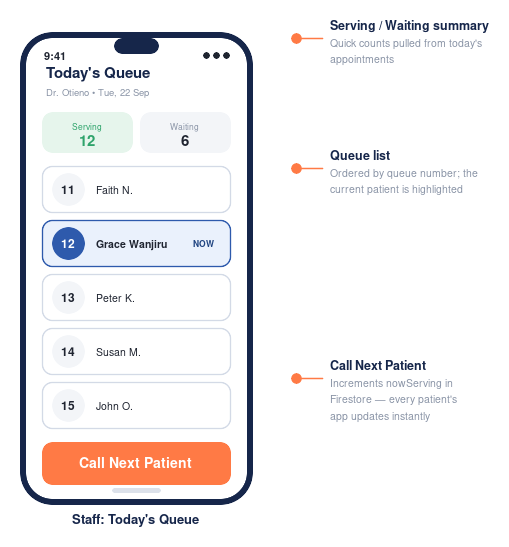 9:41
Today's Queue
Dr. Otieno • Tue, 22 Sep
Serving
12
Waiting
6
11 Faith N.
12 Grace Wanjiru NOW
13 Peter K.
14 Susan M.
15 John O.
Call Next Patient
Staff: Today's Queue
Serving / Waiting summary
Quick counts pulled from today's
appointments
Queue list
Ordered by queue number; the
current patient is highlighted
Call Next Patient
Increments nowServing in
Firestore — every patient's
app updates instantly